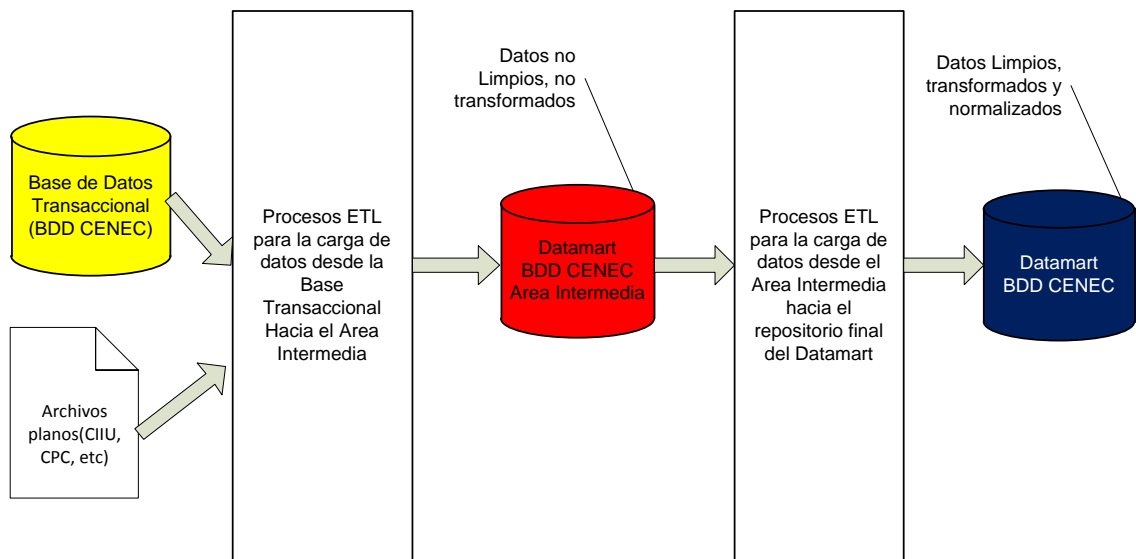 Base de Datos
Transaccional
(BDD CENEC)
Archivos
planos(CIIU,
CPC, etc)
Procesos ETL
para la carga de
datos desde la
Base
Transaccional
Hacia el Area
Intermedia
Datos no
Limpios, no
transformados
Datamart
BDD CENEC
Area Intermedia
Procesos ETL
para la carga de
datos desde el
Area Intermedia
hacia el
repositorio final
del Datamart
Datos Limpios,
transformados y
normalizados
Datamart
BDD CENEC